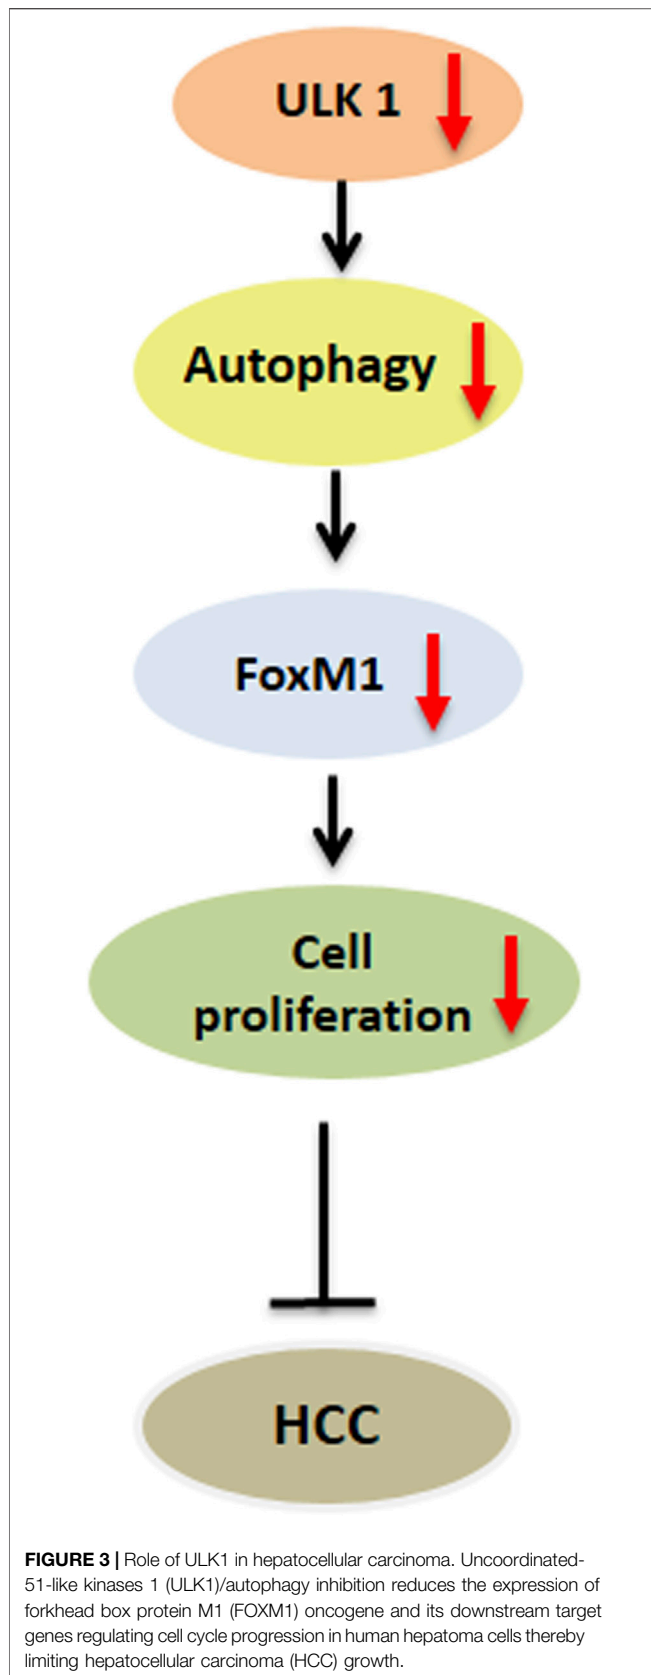 ULK 1
Autophagy
FoxM1
Cell
proliferation
HCC
FIGURE 3 | Role of ULK1 in hepatocellular carcinoma. Uncoordinated-
51-like kinases 1 (ULK1)/autophagy inhibition reduces the expression of
forkhead box protein M1 (FOXM1) oncogene and its downstream target
genes regulating cell cycle progression in human hepatoma cells thereby
limiting hepatocellular carcinoma (HCC) growth.